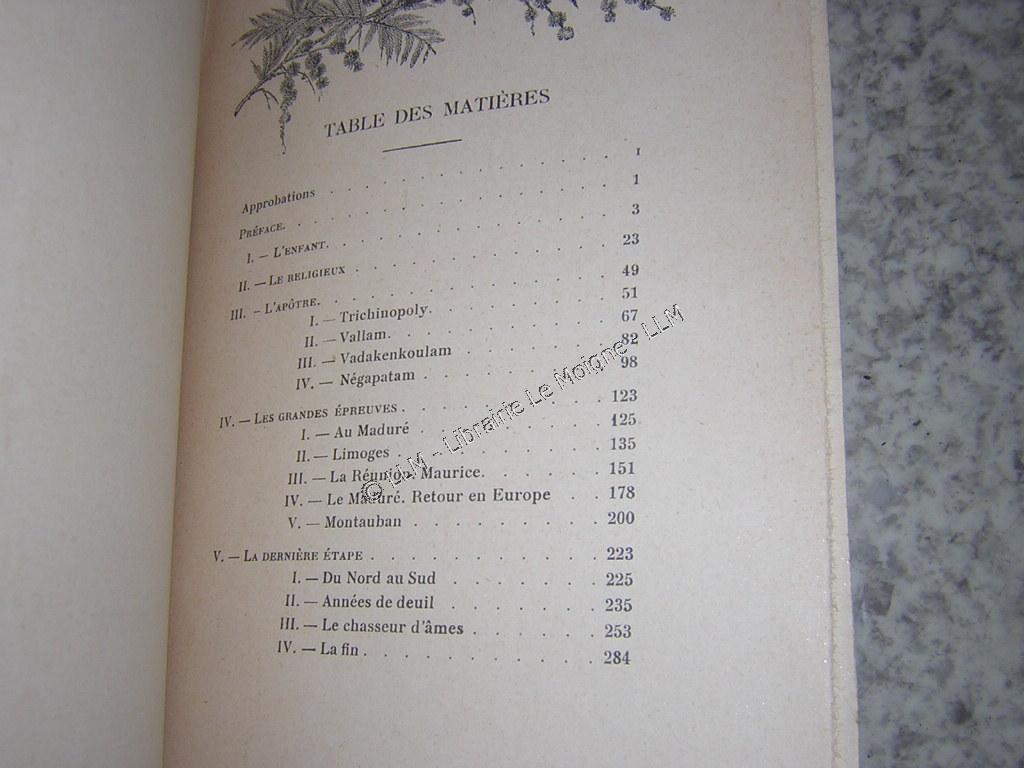 TABLE DES MATIÈRES
Approbations . . . . . . . . . . . I
PRÉFACE. . . . . . . . . . . . 1
I. — L'ENFANT. . . . . . . . . . . 3
II. — LE RELIGIEUX . . . . . . . . . . 23
III. — L'APÔTRE. . . . . . . . . . . 49
I. — Trichinopoly. . . . . . . . . 51
II. — Vallam. . . . . . . . . . 67
III. — Vadakenkoulam . . . . . . . 82
IV. — Négapatam . . . . . . . . 98
IV. — LES GRANDES ÉPREUVES . . . . . . . . 123
I. — Au Maduré . . . . . . . . 125
II. — Limoges . . . . . . . . . 135
III. — La Réunion. Maurice. . . . . . 151
IV. — Le Maduré. Retour en Europe . . 178
V. — Montauban . . . . . . . . . 200
V. — LA DERNIÈRE ÉTAPE . . . . . . . . . . 223
I. — Du Nord au Sud . . . . . . . 225
II. — Années de deuil . . . . . . . 235
III. — Le chasseur d'âmes . . . . . . 253
IV. — La fin . . . . . . . . . . . 284
© LLM - Librairie Le Moigne - LLM